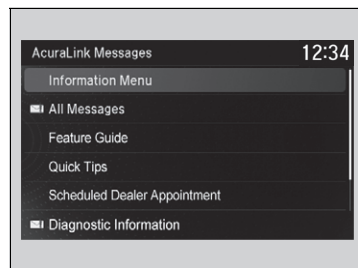 AcuraLink Messages 12:34
Information Menu
All Messages
Feature Guide
Quick Tips
Scheduled Dealer Appointment
Diagnostic Information